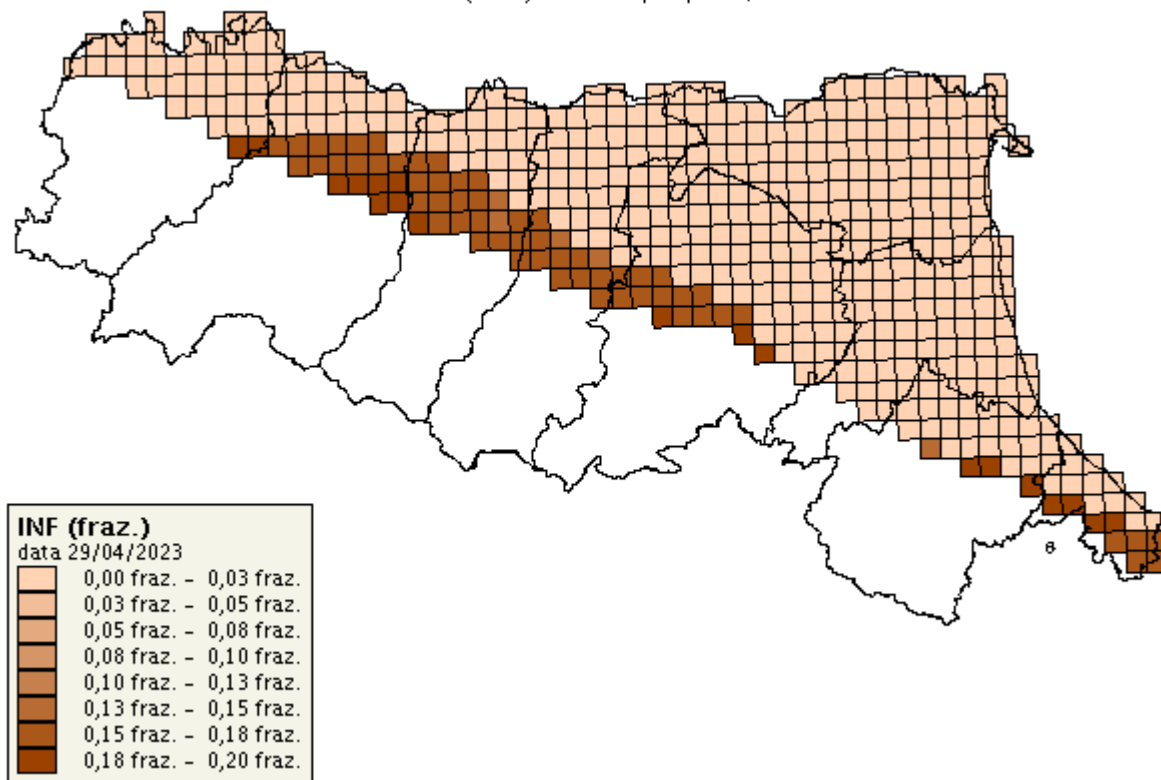 INF (fraz.)
data 29/04/2023
0,00 fraz. - 0,03 fraz.
0,03 fraz. - 0,05 fraz.
0,05 fraz. - 0,08 fraz.
0,08 fraz. - 0,10 fraz.
0,10 fraz. - 0,13 fraz.
0,13 fraz. - 0,15 fraz.
0,15 fraz. - 0,18 fraz.
0,18 fraz. - 0,20 fraz.